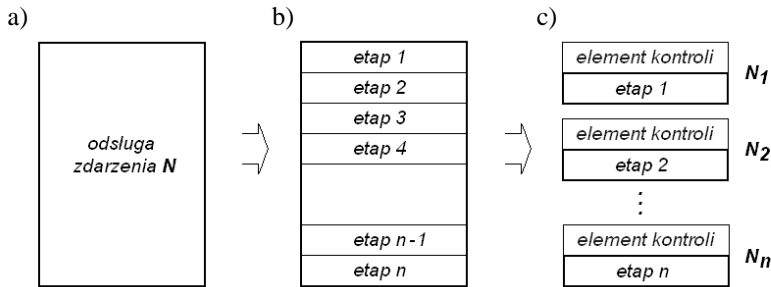 a)
b)
c)
odsługa
zdarzenia N
etap 1
etap 2
etap 3
etap 4
etap n-1
etap n
element kontroli
etap 1
N1
element kontroli
etap 2
N2
⋮
element kontroli
etap n
Nn